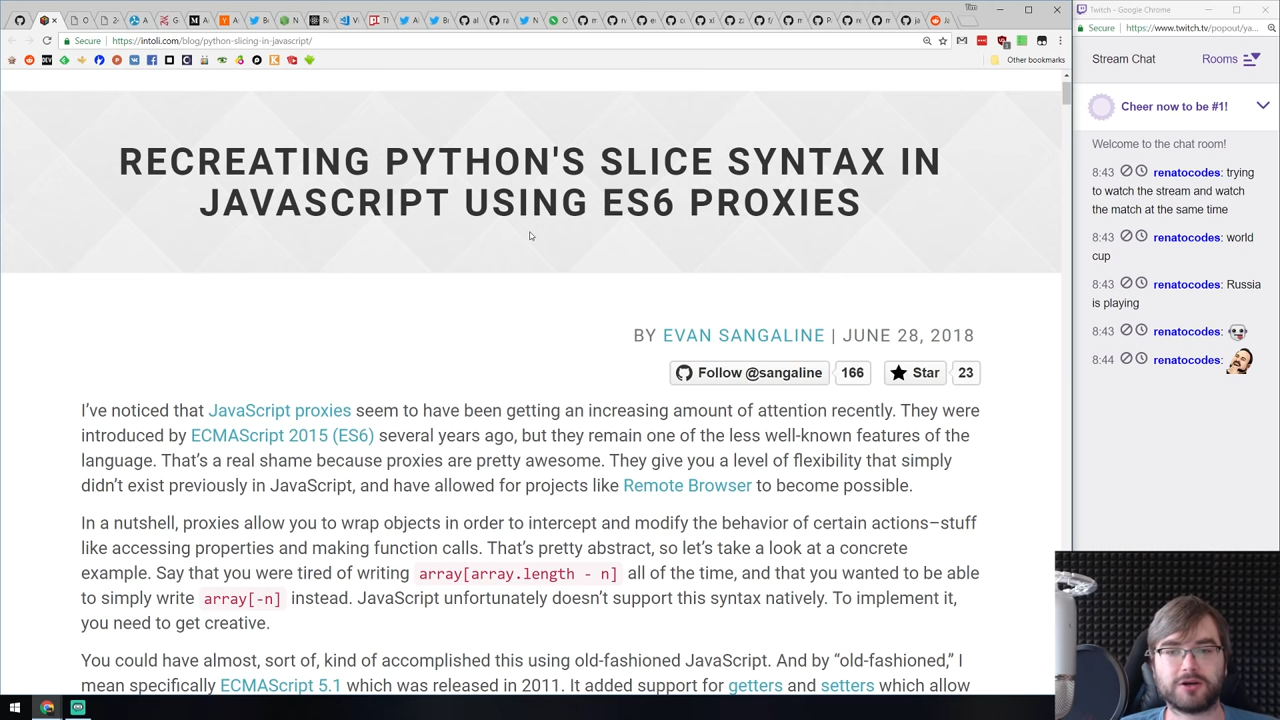 Tim
Twitch - Google Chrome
Secure
https://intoli.com/blog/python-slicing-in-javascript/
Secure
https://www.twitch.tv/popout/ya...
Other bookmarks
Stream Chat
Rooms
Cheer now to be #1!
Welcome to the chat room!
8:43 renatocodes: trying
to watch the stream and watch
the match at the same time
8:43 renatocodes: world
cup
8:43 renatocodes: Russia
is playing
8:43 renatocodes:
8:44 renatocodes:
RECREATING PYTHON'S SLICE SYNTAX IN
JAVASCRIPT USING ES6 PROXIES
BY EVAN SANGALINE | JUNE 28, 2018
Follow @sangaline 166 Star 23
I’ve noticed that JavaScript proxies seem to have been getting an increasing amount of attention recently. They were
introduced by ECMAScript 2015 (ES6) several years ago, but they remain one of the less well-known features of the
language. That’s a real shame because proxies are pretty awesome. They give you a level of flexibility that simply
didn’t exist previously in JavaScript, and have allowed for projects like Remote Browser to become possible.
In a nutshell, proxies allow you to wrap objects in order to intercept and modify the behavior of certain actions–stuff
like accessing properties and making function calls. That’s pretty abstract, so let’s take a look at a concrete
example. Say that you were tired of writing array[array.length - n] all of the time, and that you wanted to be able
to simply write array[-n] instead. JavaScript unfortunately doesn’t support this syntax natively. To implement it,
you need to get creative.
You could have almost, sort of, kind of accomplished this using old-fashioned JavaScript. And by “old-fashioned,” I
mean specifically ECMAScript 5.1 which was released in 2011. It added support for getters and setters which allow